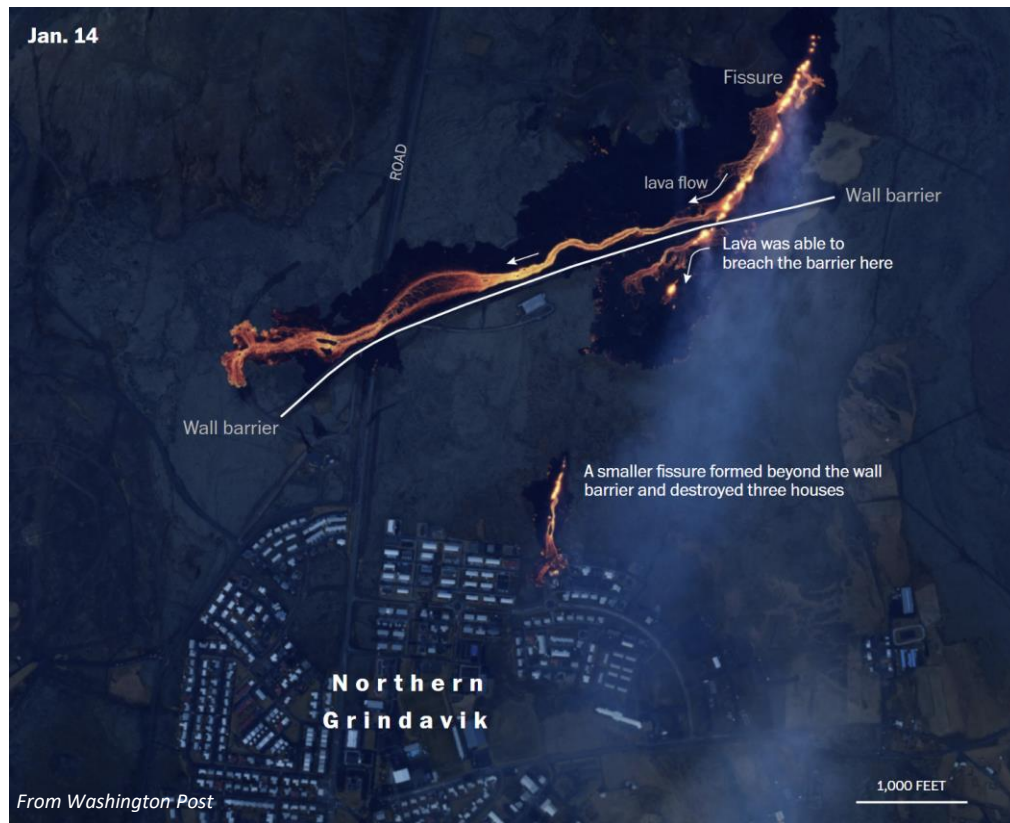 Jan. 14
Fissure
ROAD
lava flow
Wall barrier
Lava was able to
breach the barrier here
Wall barrier
A smaller fissure formed beyond the wall
barrier and destroyed three houses
Northern
Grindavik
1,000 FEET
From Washington Post